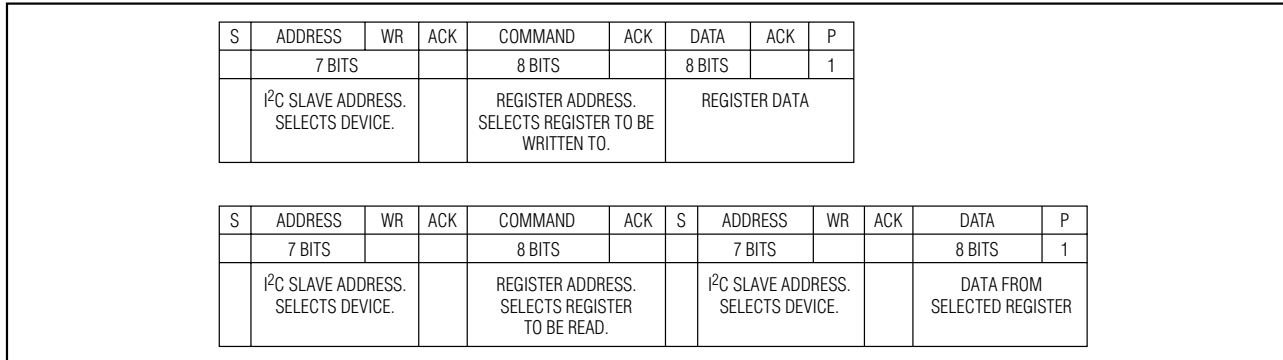 S ADDRESS WR ACK COMMAND ACK DATA ACK P
7 BITS 8 BITS 8 BITS 1
I2C SLAVE ADDRESS. SELECTS DEVICE.
REGISTER ADDRESS. SELECTS REGISTER TO BE WRITTEN TO.
REGISTER DATA
S ADDRESS WR ACK COMMAND ACK S ADDRESS WR ACK DATA P
7 BITS 8 BITS 7 BITS 8 BITS 1
I2C SLAVE ADDRESS. SELECTS DEVICE.
REGISTER ADDRESS. SELECTS REGISTER TO BE READ.
I2C SLAVE ADDRESS. SELECTS DEVICE.
DATA FROM SELECTED REGISTER